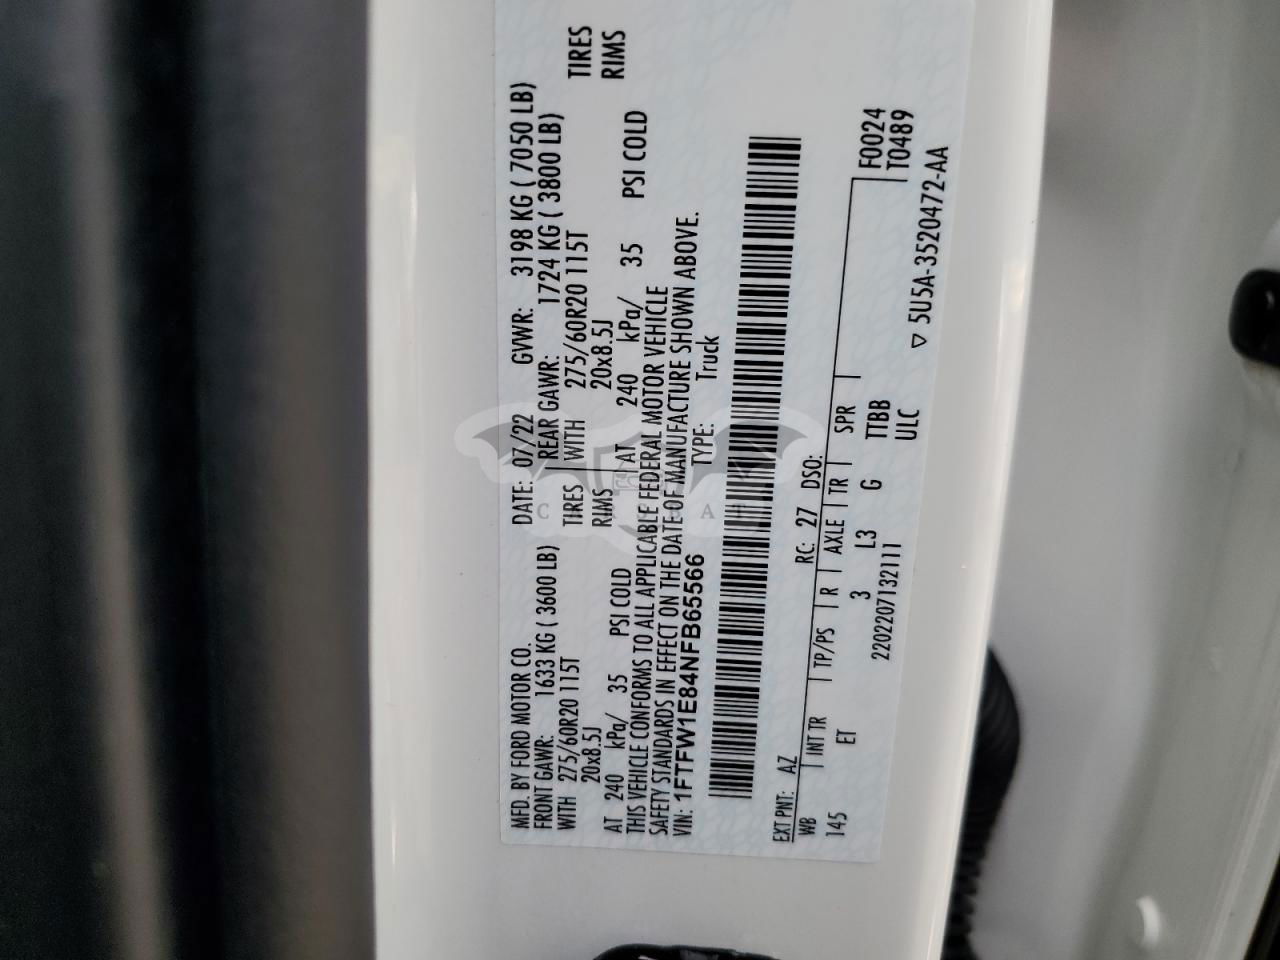 MFD. BY FORD MOTOR CO.
DATE: 07/22 GVWR: 3198 KG ( 7050 LB)
FRONT GAWR: 1633 KG ( 3600 LB)
REAR GAWR: 1724 KG ( 3800 LB)
WITH 275/60R20 115T TIRES
WITH 275/60R20 115T TIRES
20x8.5J RIMS
20x8.5J RIMS
AT 240 kPa/ 35 PSI COLD
AT 240 kPa/ 35 PSI COLD
THIS VEHICLE CONFORMS TO ALL APPLICABLE FEDERAL MOTOR VEHICLE
SAFETY STANDARDS IN EFFECT ON THE DATE OF MANUFACTURE SHOWN ABOVE.
VIN: 1FTFW1E84NFB65566 TYPE: Truck
EXT PNT: AZ RC: 27 DSO:
WB INT TR TP/PS R AXLE TR SPR F0024
145 ET 3 L3 G TTBB T0489
2202207132111 ULC
5U5A-3520472-AA